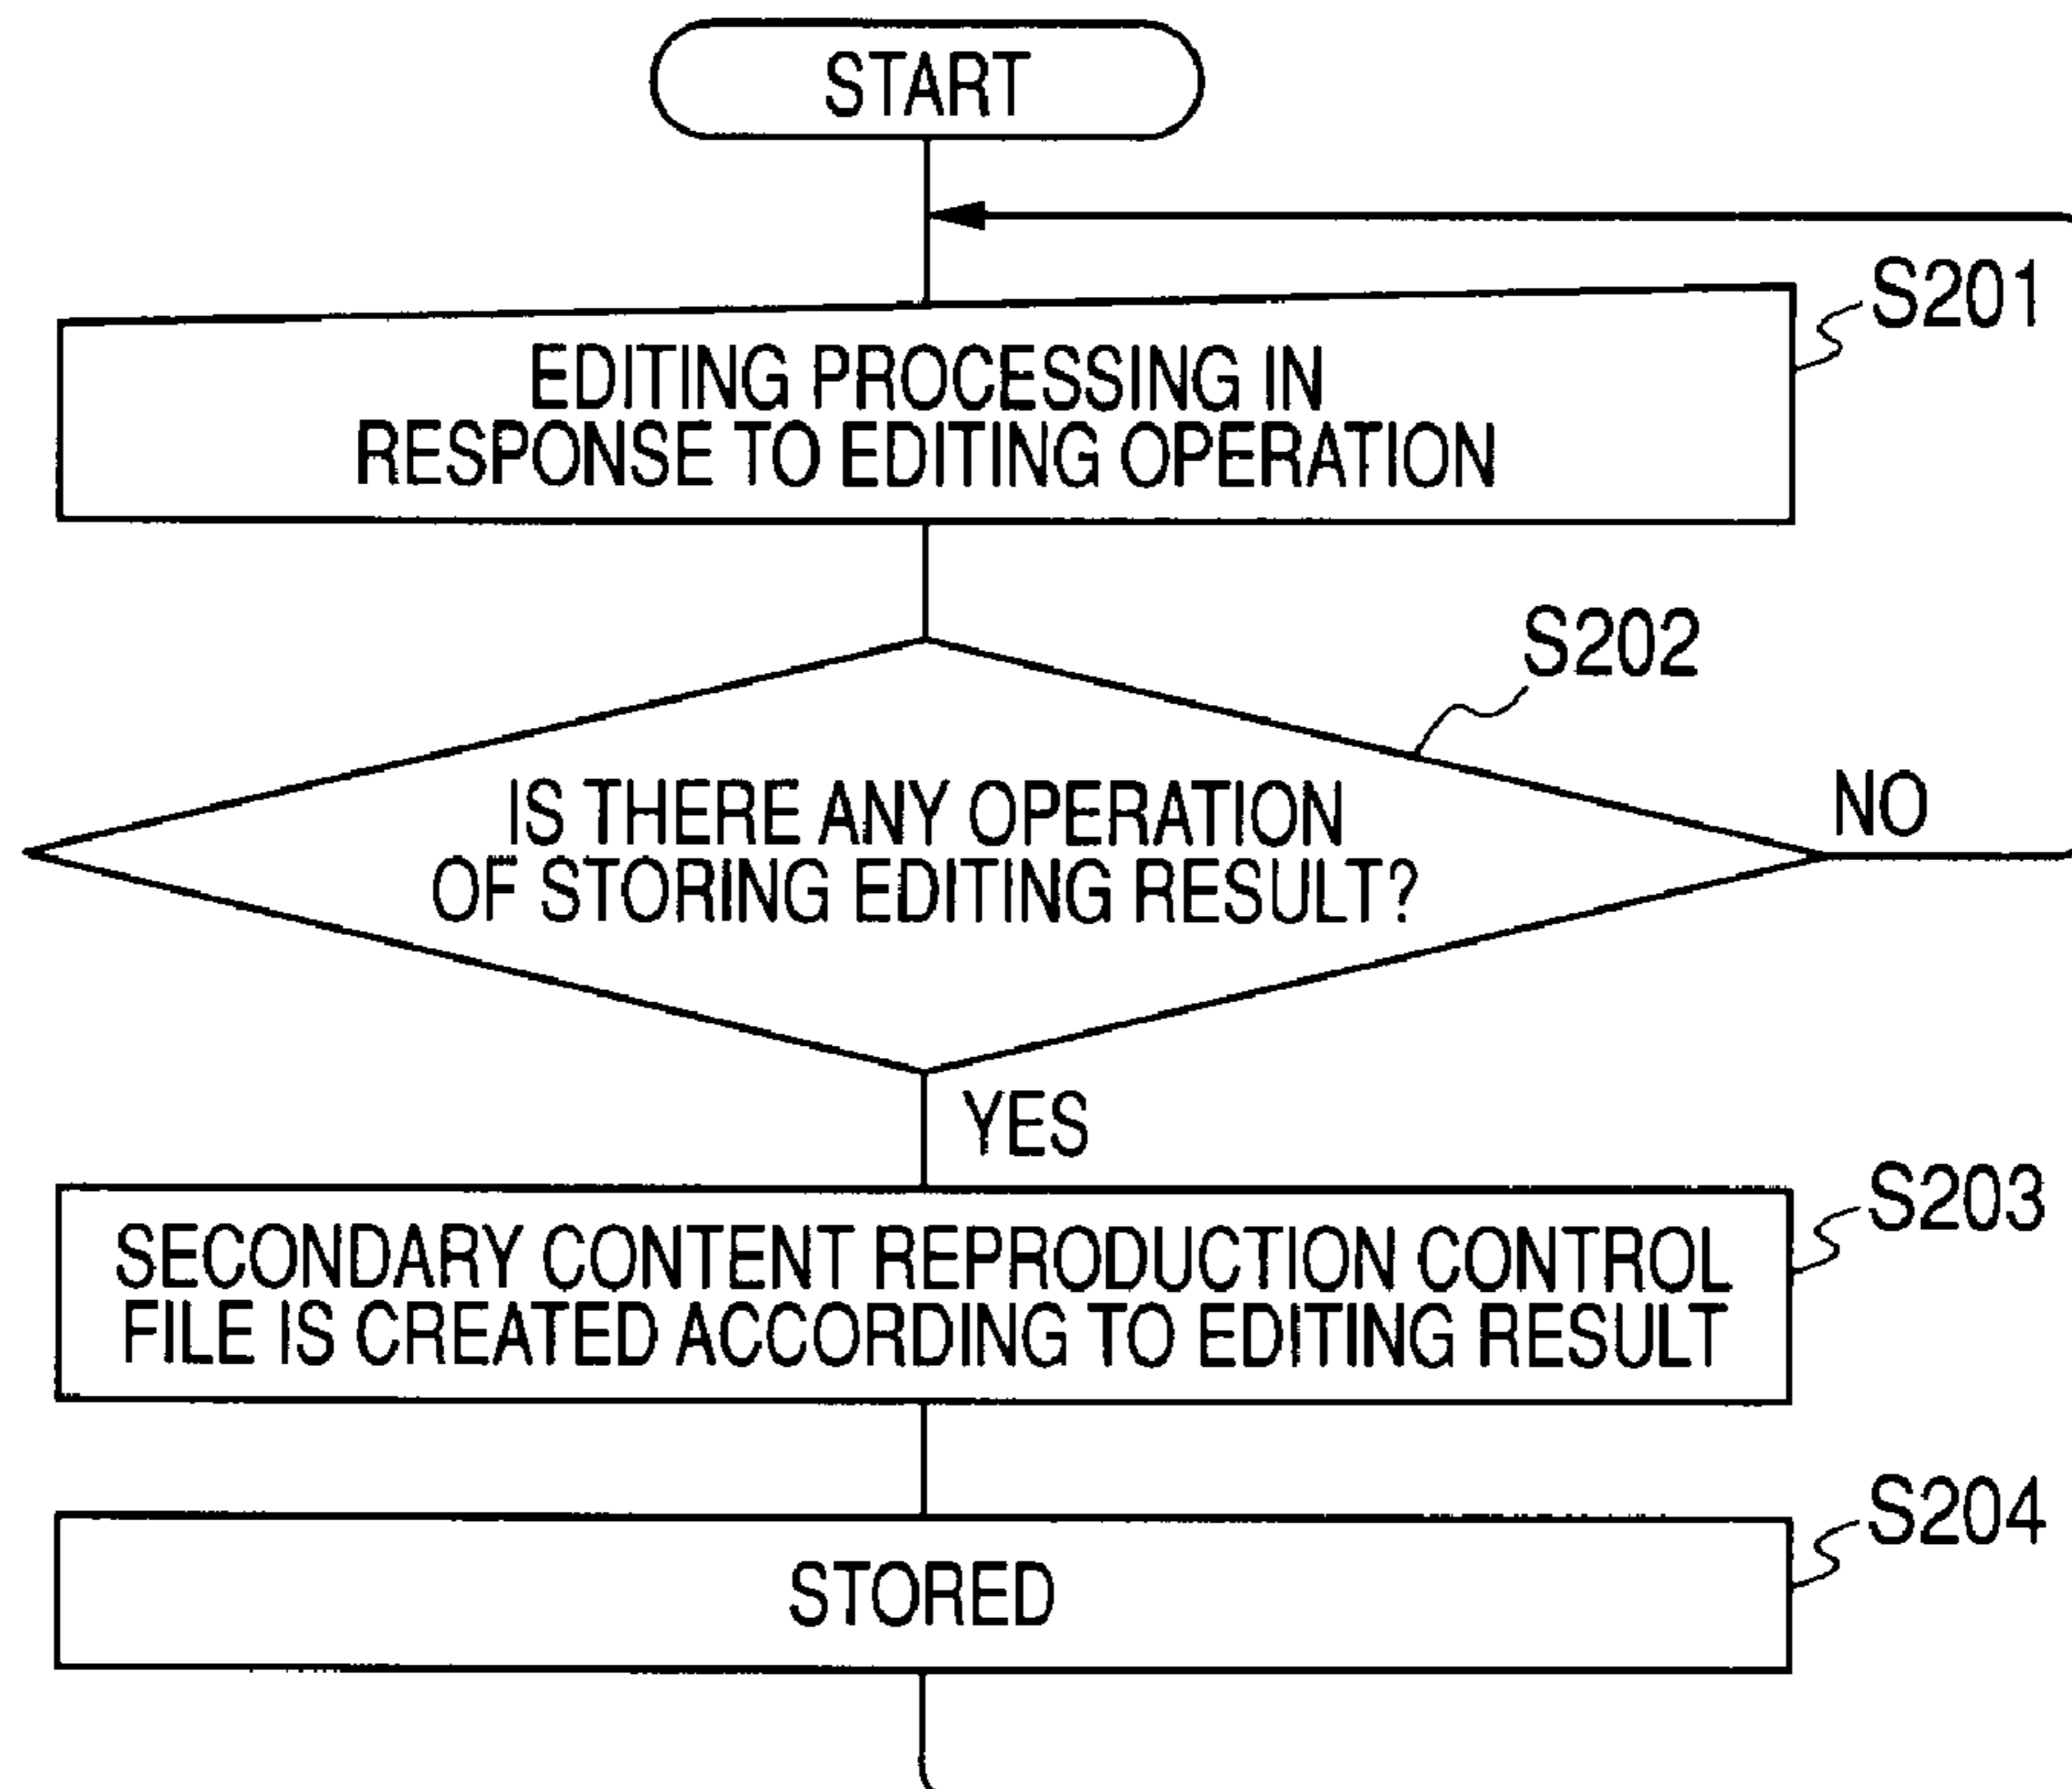 START
S201
EDITING PROCESSING IN
RESPONSE TO EDITING OPERATION
S202
IS THERE ANY OPERATION
OF STORING EDITING RESULT?
NO
YES
S203
SECONDARY CONTENT REPRODUCTION CONTROL
FILE IS CREATED ACCORDING TO EDITING RESULT
S204
STORED